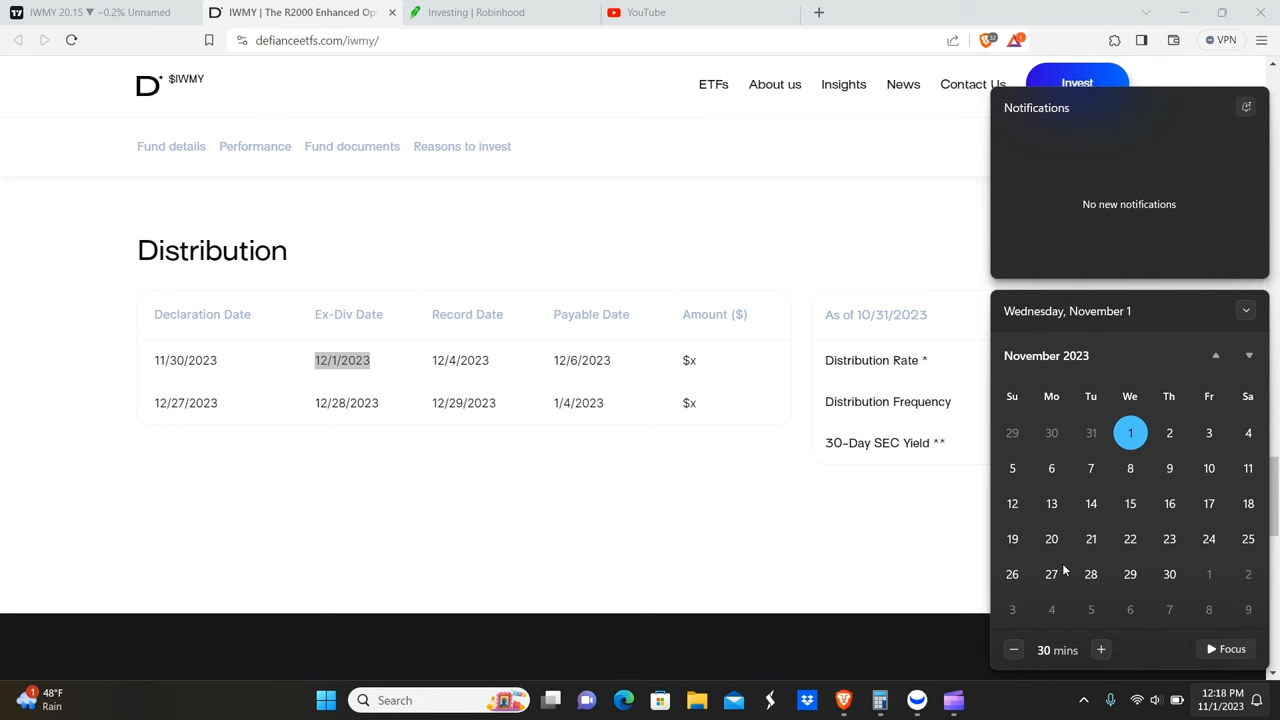 IWMY 20.15 ▼ −0.2% Unnamed
IWMY | The R2000 Enhanced Opt
Investing | Robinhood
YouTube
defianceetfs.com/iwmy/
VPN
D $IWMY
ETFs About us Insights News Contact Us Invest
Fund details Performance Fund documents Reasons to invest
Distribution
Declaration Date Ex-Div Date Record Date Payable Date Amount ($)
11/30/2023 12/1/2023 12/4/2023 12/6/2023 $x
12/27/2023 12/28/2023 12/29/2023 1/4/2023 $x
As of 10/31/2023
Distribution Rate *
Distribution Frequency
30-Day SEC Yield **
Notifications
No new notifications
Wednesday, November 1
November 2023
Su Mo Tu We Th Fr Sa
29 30 31 1 2 3 4
5 6 7 8 9 10 11
12 13 14 15 16 17 18
19 20 21 22 23 24 25
26 27 28 29 30 1 2
3 4 5 6 7 8 9
30 mins
Focus
1
48°F
Rain
Search
12:18 PM
11/1/2023